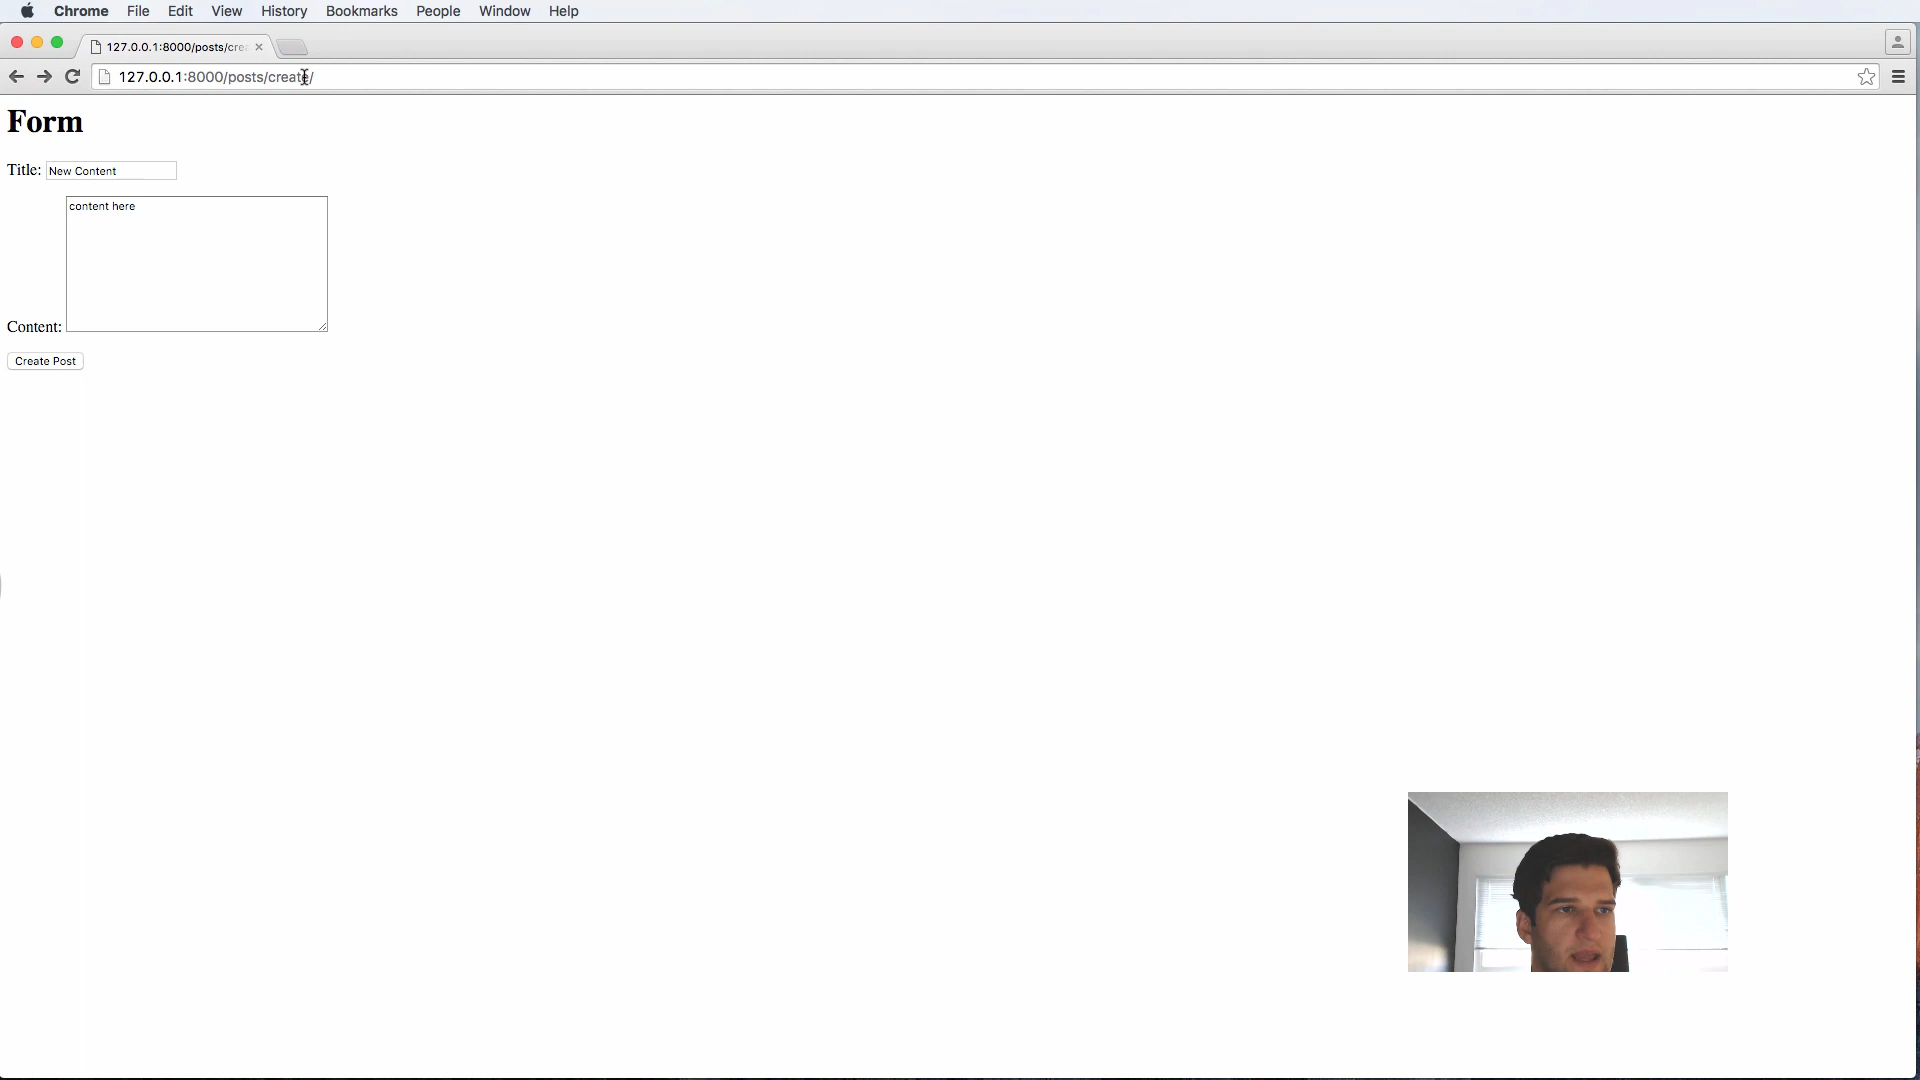 Chrome File Edit View History Bookmarks People Window Help
127.0.0.1:8000/posts/crea
127.0.0.1:8000/posts/create/
Form
Title: New Content
content here
Content:
Create Post